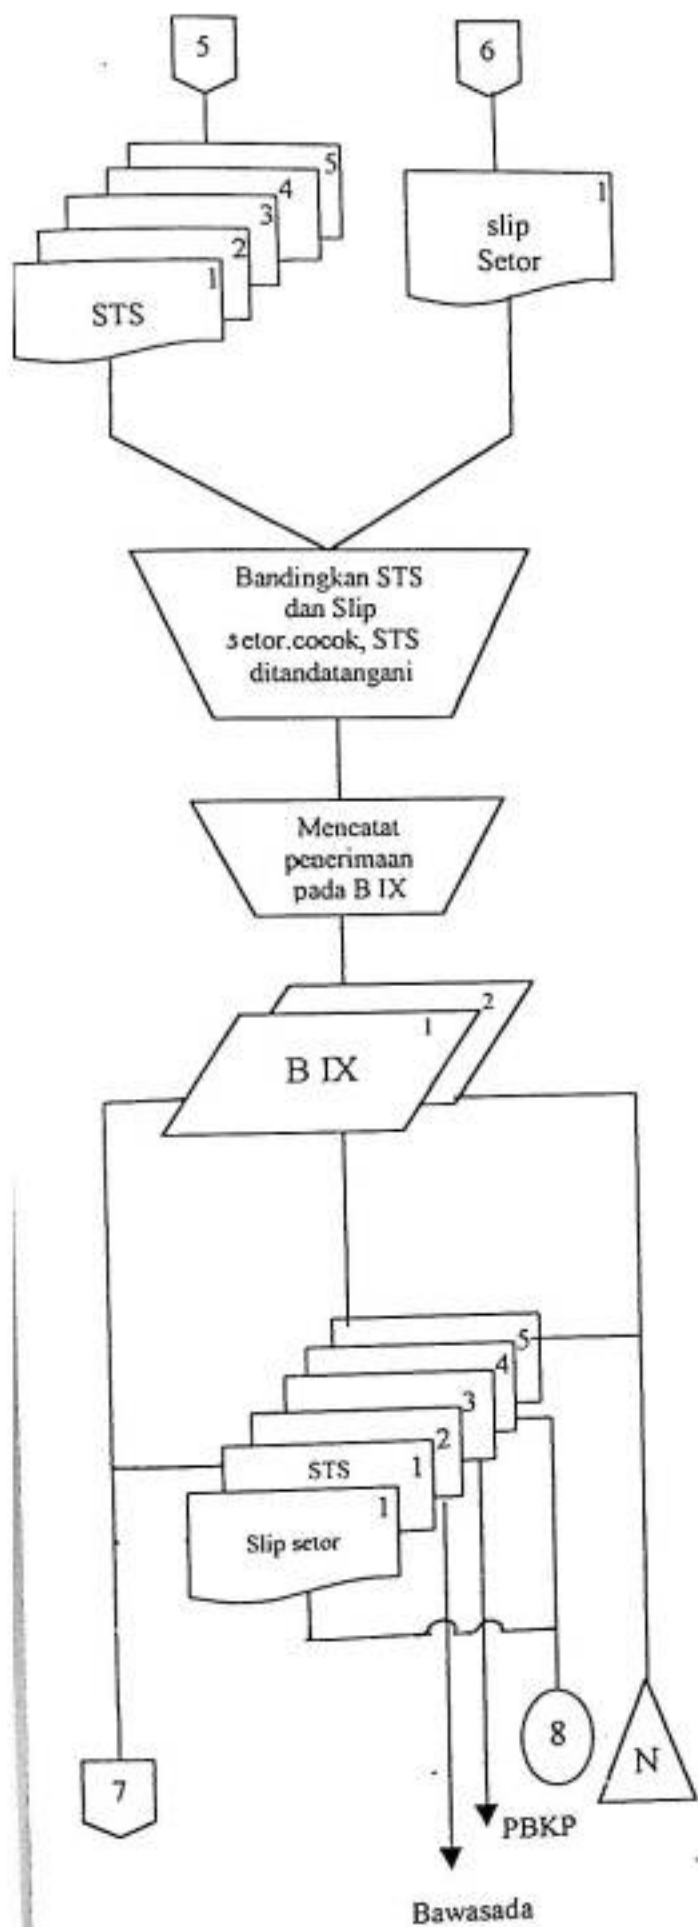 5
6
5
4
3
2
1
STS
1
slip
Setor
Bandingkan STS
dan Slip
setor.cocok, STS
ditandatangani
Mencatat
penerimaan
pada B IX
2
1
B IX
5
4
3
2
STS 1
1
Slip setor
8
N
7
PBKP
Bawasada